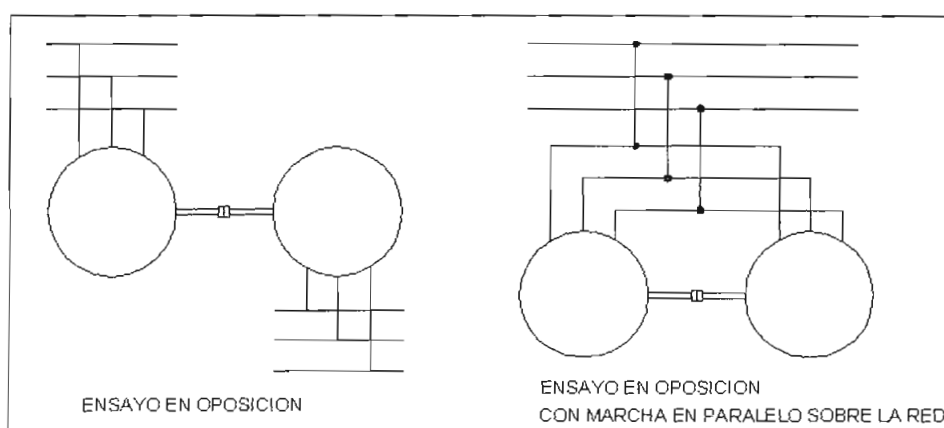 ENSAYO EN OPOSICION
ENSAYO EN OPOSICION
CON MARCHA EN PARALELO SOBRE LA RED